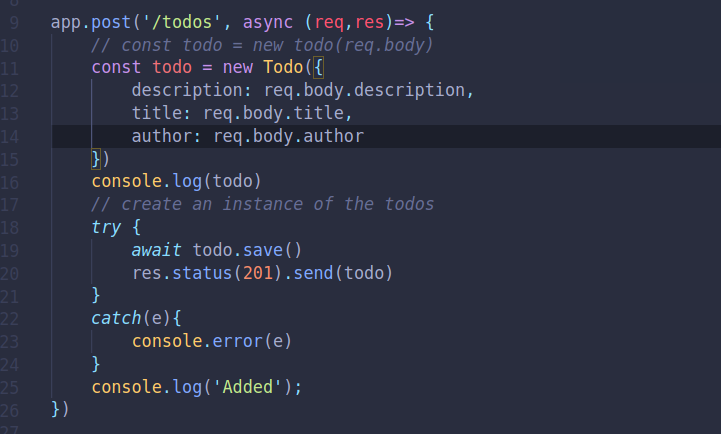 9 app.post('/todos', async (req,res)=> {
10 // const todo = new todo(req.body)
11 const todo = new Todo({
12 description: req.body.description,
13 title: req.body.title,
14 author: req.body.author
15 })
16 console.log(todo)
17 // create an instance of the todos
18 try {
19 await todo.save()
20 res.status(201).send(todo)
21 }
22 catch(e){
23 console.error(e)
24 }
25 console.log('Added');
26 })
27